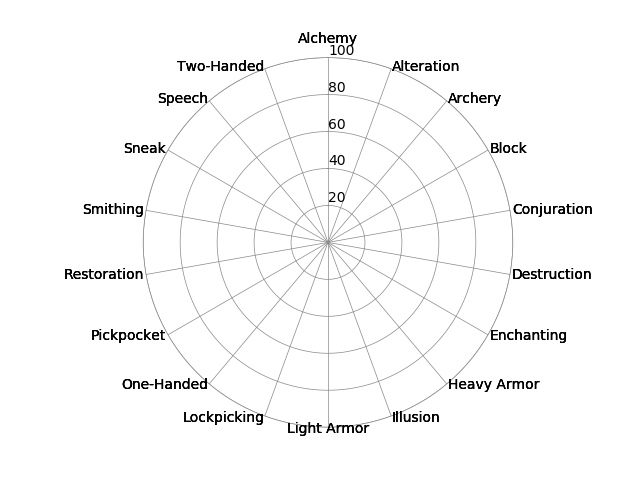 Alchemy
100
Two-Handed
Alteration
80
Speech
Archery
60
Sneak
Block
40
20
Smithing
Conjuration
Restoration
Destruction
Pickpocket
Enchanting
One-Handed
Heavy Armor
Lockpicking
Illusion
Light Armor